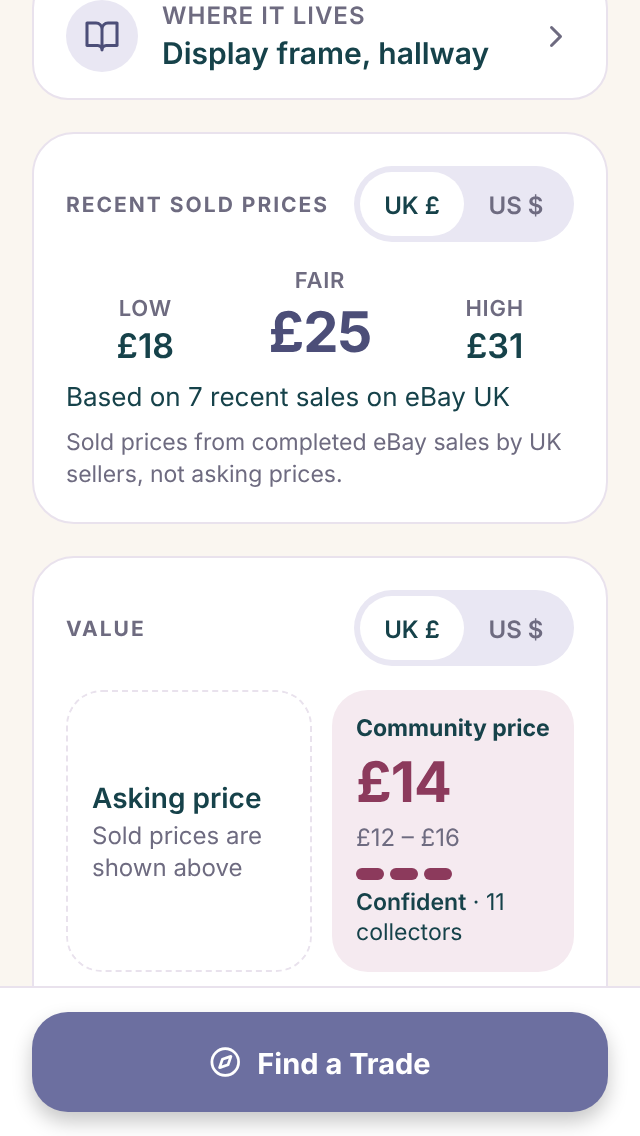 WHERE IT LIVES
Display frame, hallway
RECENT SOLD PRICES
UK £
US $
LOW
£18
FAIR
£25
HIGH
£31
Based on 7 recent sales on eBay UK
Sold prices from completed eBay sales by UK
sellers, not asking prices.
VALUE
UK £
US $
Asking price
Sold prices are
shown above
Community price
£14
£12 – £16
Confident · 11
collectors
Find a Trade